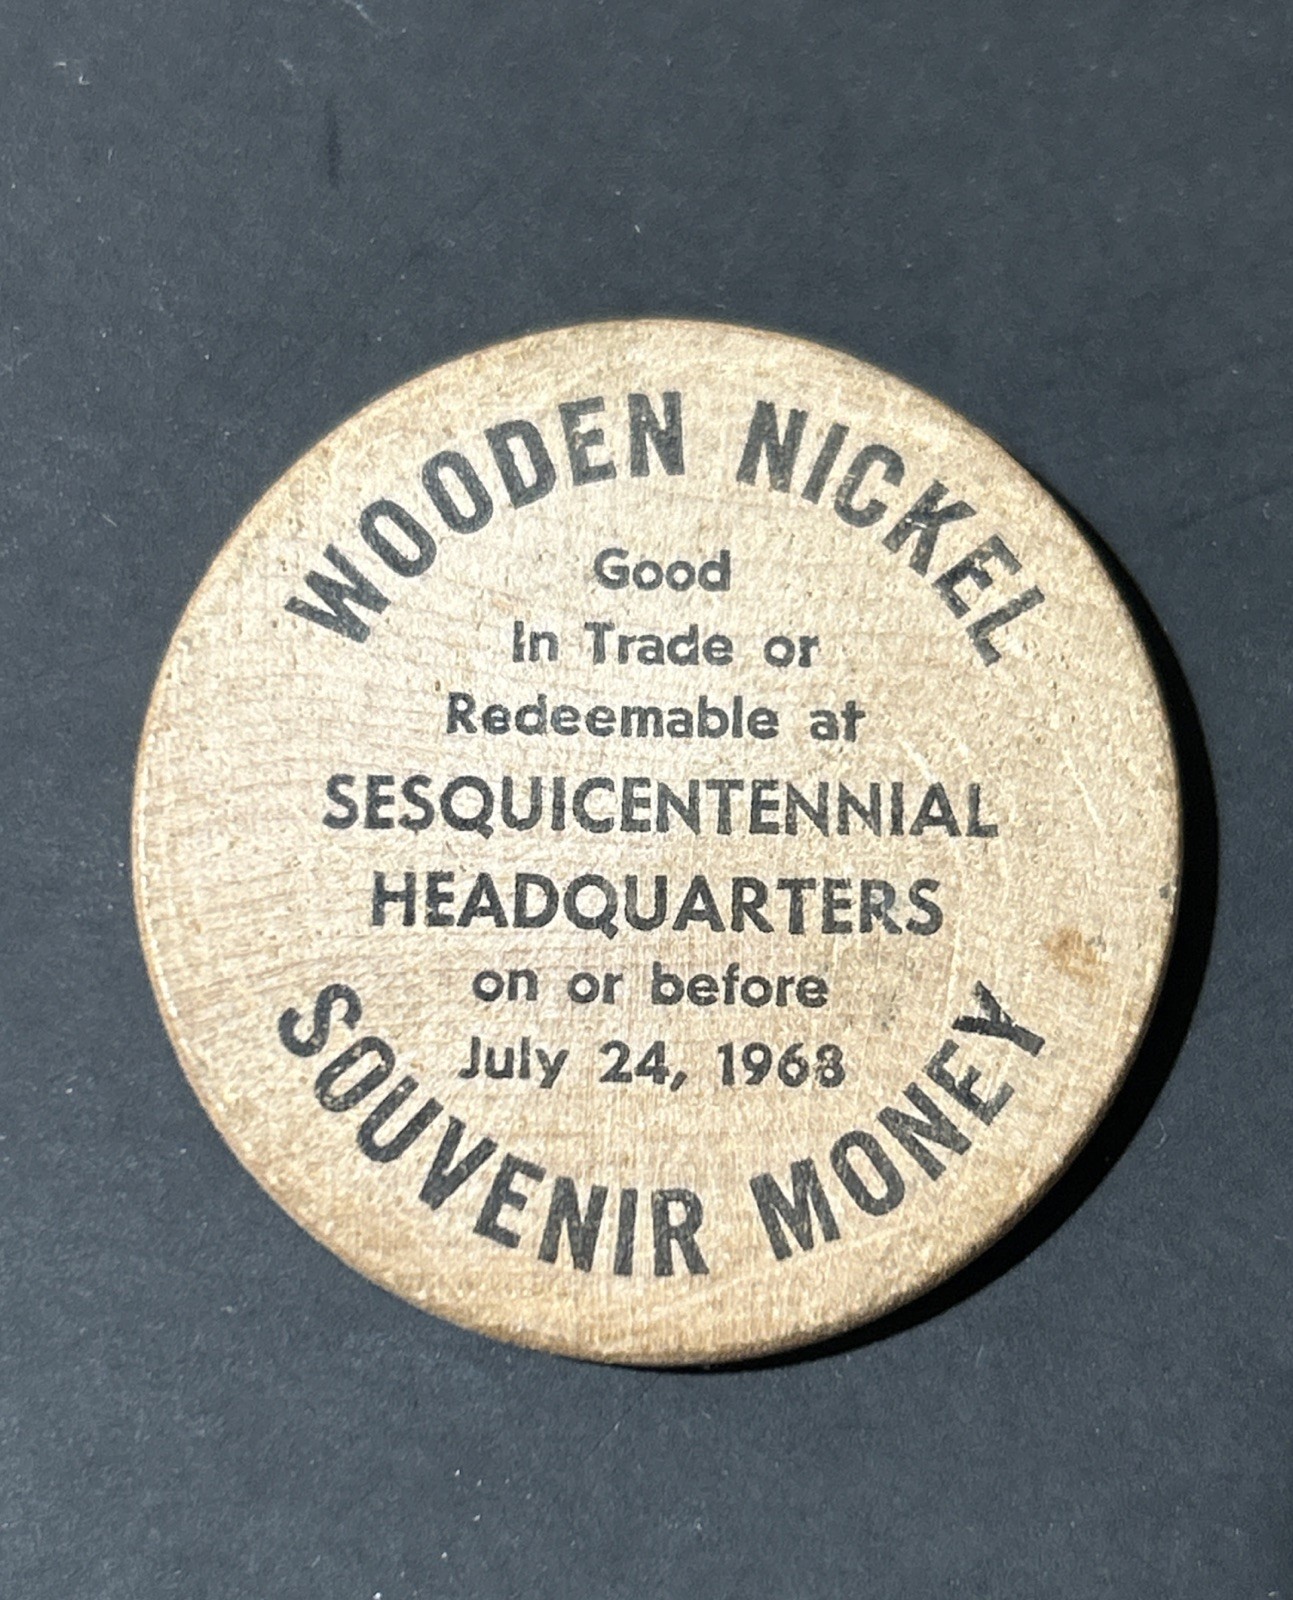 WOODEN NICKEL
Good
In Trade or
Redeemable at
SESQUICENTENNIAL
HEADQUARTERS
on or before
July 24, 1968
SOUVENIR MONEY